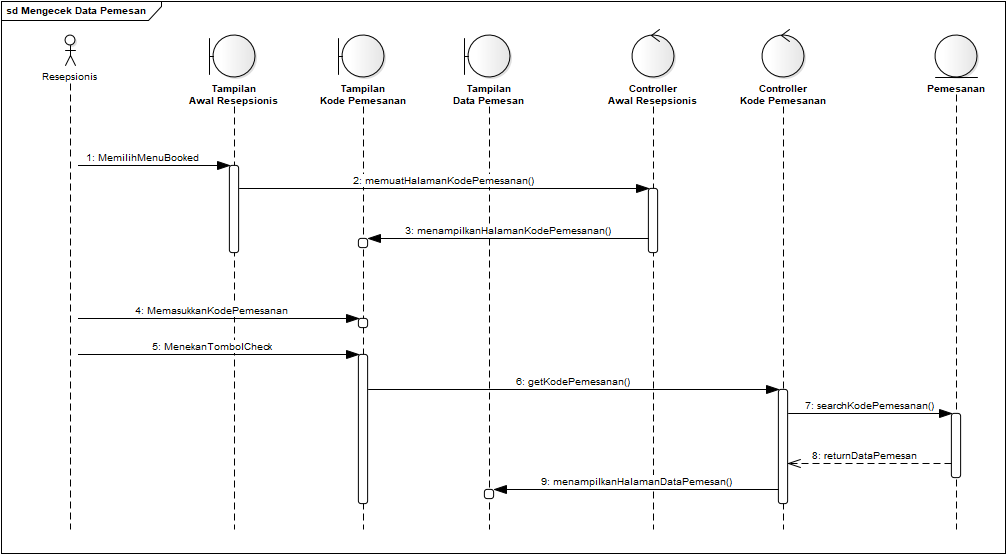 sd Mengecek Data Pemesan
Resepsionis
Tampilan
Awal Resepsionis
Tampilan
Kode Pemesanan
Tampilan
Data Pemesan
Controller
Awal Resepsionis
Controller
Kode Pemesanan
Pemesanan
1: MemilihMenuBooked
2: memuatHalamanKodePemesanan()
3: menampilkanHalamanKodePemesanan()
4: MemasukkanKodePemesanan
5: MenekanTombolCheck
6: getKodePemesanan()
7: searchKodePemesanan()
8: returnDataPemesan
9: menampilkanHalamanDataPemesan()